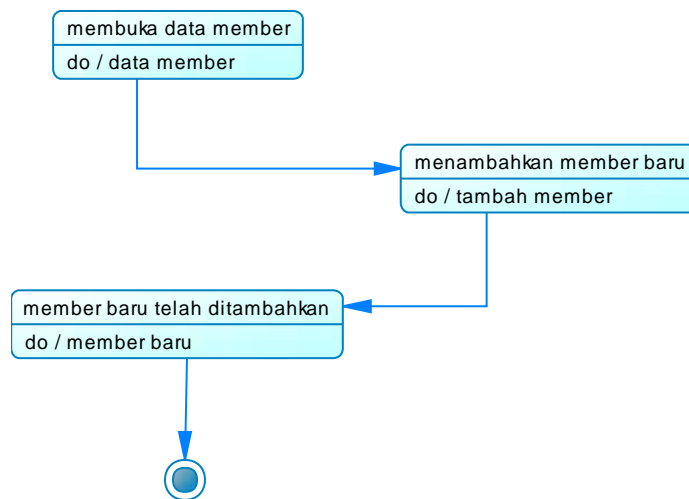 membuka data member
do / data member
menambahkan member baru
do / tambah member
member baru telah ditambahkan
do / member baru